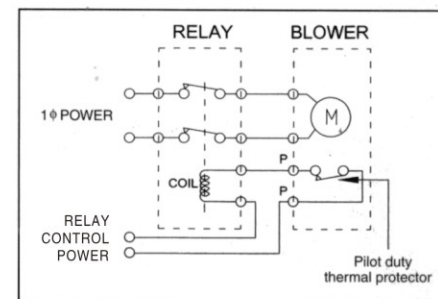 RELAY BLOWER
1ϕ POWER
M
P
COIL
P
RELAY
CONTROL
POWER
Pilot duty
thermal protector